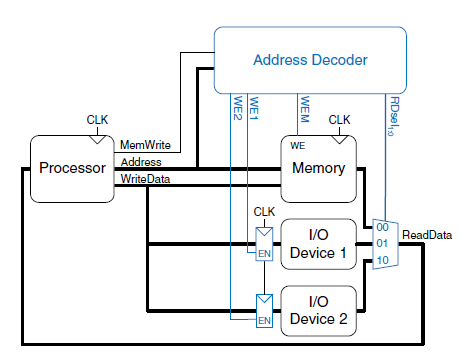 Address Decoder
WE2
WE1
WEM
RDsel1:0
CLK
CLK
MemWrite
WE
Processor
Address
Memory
WriteData
CLK
I/O
Device 1
EN
00
01
10
ReadData
I/O
Device 2
EN